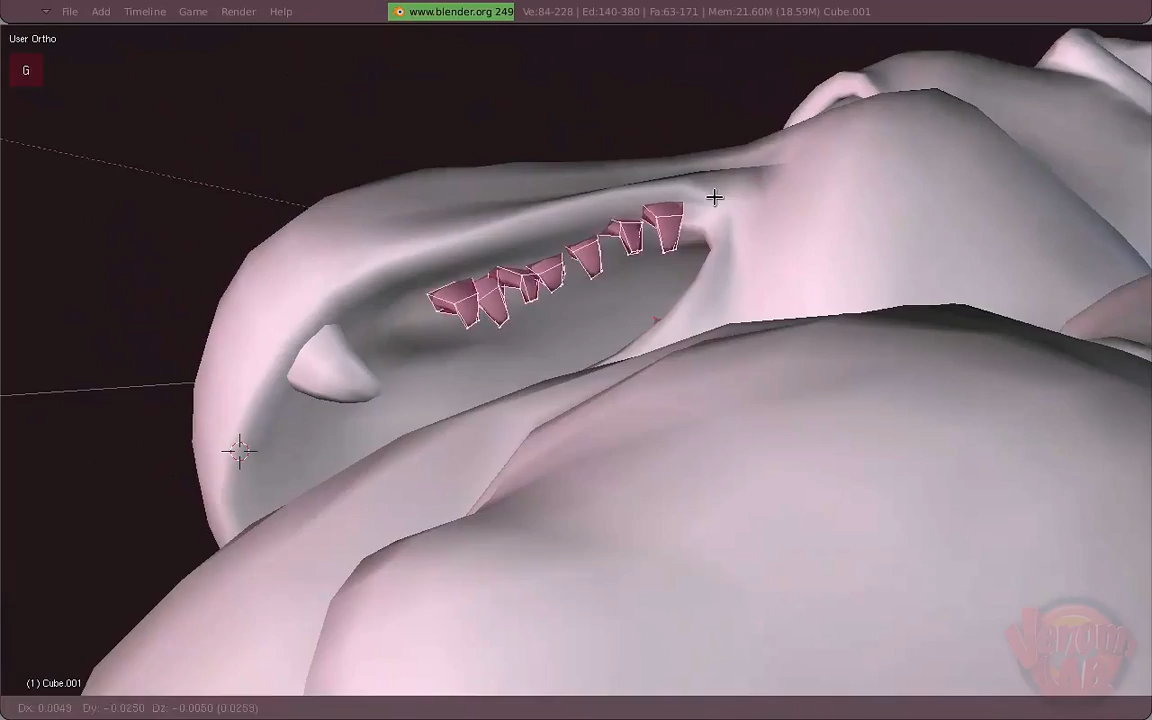 File Add Timeline Game Render Help www.blender.org 249 Ve:84-228 | Ed:140-380 | Fa:63-171 | Mem:21.60M (18.59M) Cube.001
User Ortho
G
Venom
LAB
(1) Cube.001
Dx: 0.0049 Dy: -0.0250 Dz: -0.0050 (0.0259)